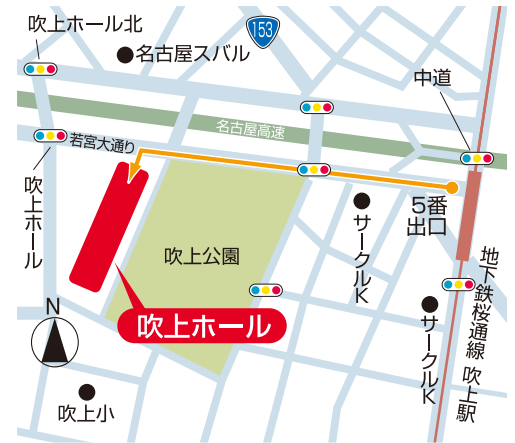 吹上ホール北
153
名古屋スバル
中道
名古屋高速
若宮大通り
吹上ホール
5番
出口
サークルK
吹上公園
地下鉄桜通線 吹上駅
サークルK
吹上ホール
N
吹上小